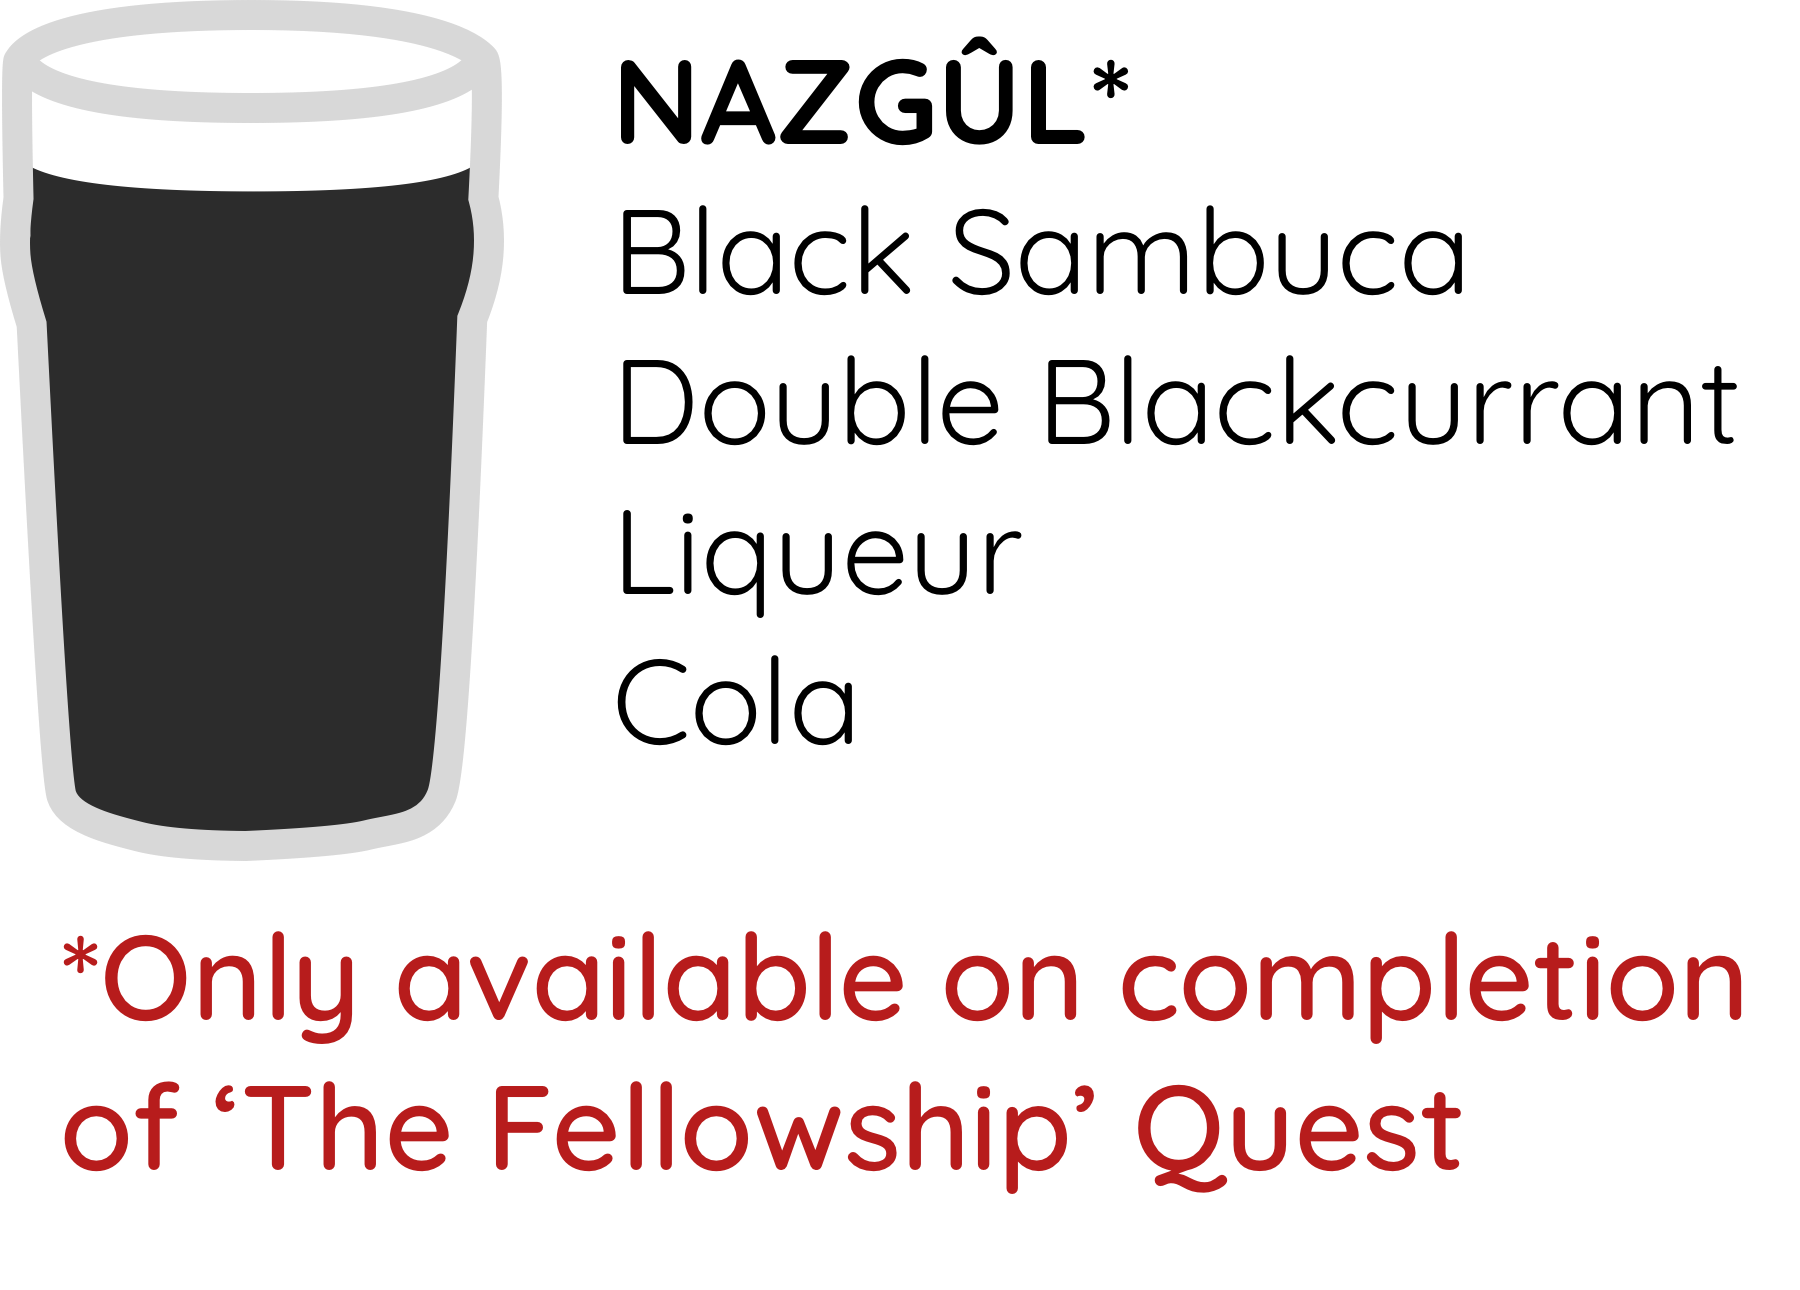 NAZGÛL*
Black Sambuca
Double Blackcurrant
Liqueur
Cola
*Only available on completion
of ‘The Fellowship’ Quest